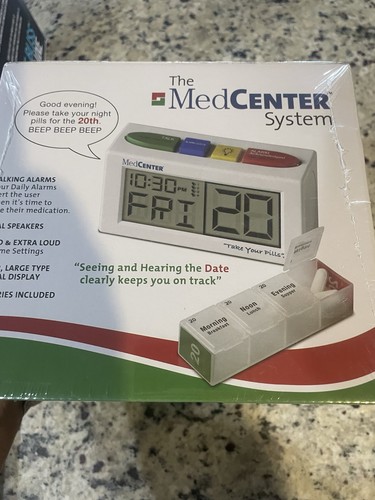 The
MedCENTER
System
Good evening!
Please take your night
pills for the 20th.
BEEP BEEP BEEP
MedCENTER
10:30 PM
FRI 20
"Take Your Pills"
ALKING ALARMS
ur Daily Alarms
ert the user
en it's time to
e their medication.
AL SPEAKERS
D & EXTRA LOUD
me Settings
, LARGE TYPE
AL DISPLAY
RIES INCLUDED
"Seeing and Hearing the Date
clearly keeps you on track"
20 20 20
Morning
Breakfast
Noon
Lunch
Evening
Supper
20